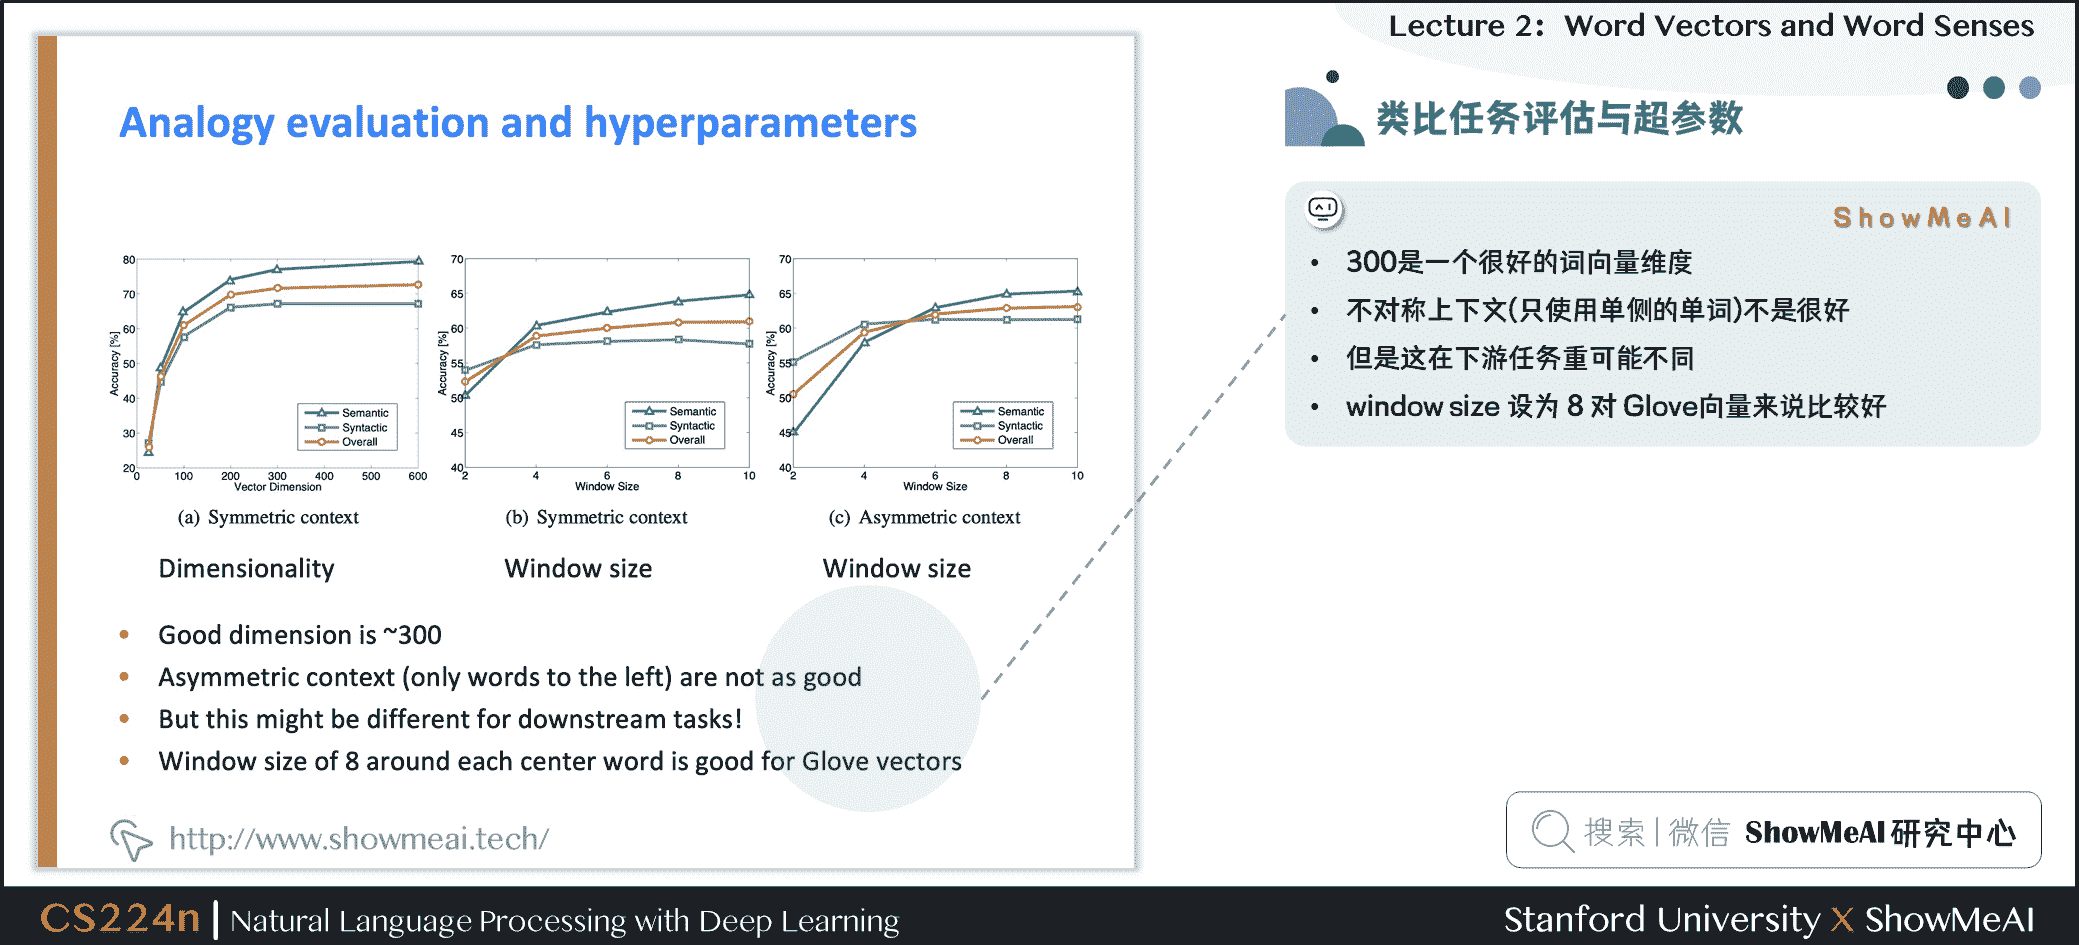 Lecture 2: Word Vectors and Word Senses
Analogy evaluation and hyperparameters
80
70
60
50
40
30
20
Accuracy [%]
0 100 200 300 400 500 600
Vector Dimension
Semantic
Syntactic
Overall
(a) Symmetric context
70
65
60
55
50
45
40
Accuracy [%]
2 4 6 8 10
Window Size
Semantic
Syntactic
Overall
(b) Symmetric context
70
65
60
55
50
45
40
Accuracy [%]
2 4 6 8 10
Window Size
Semantic
Syntactic
Overall
(c) Asymmetric context
Dimensionality
Window size
Window size
• Good dimension is ~300
• Asymmetric context (only words to the left) are not as good
• But this might be different for downstream tasks!
• Window size of 8 around each center word is good for Glove vectors
http://www.showmeai.tech/
类比任务评估与超参数
ShowMeAI
• 300是一个很好的词向量维度
• 不对称上下文(只使用单侧的单词)不是很好
• 但是这在下游任务重可能不同
• window size 设为 8 对 Glove向量来说比较好
搜索|微信 ShowMeAI 研究中心
CS224n | Natural Language Processing with Deep Learning
Stanford University X ShowMeAI